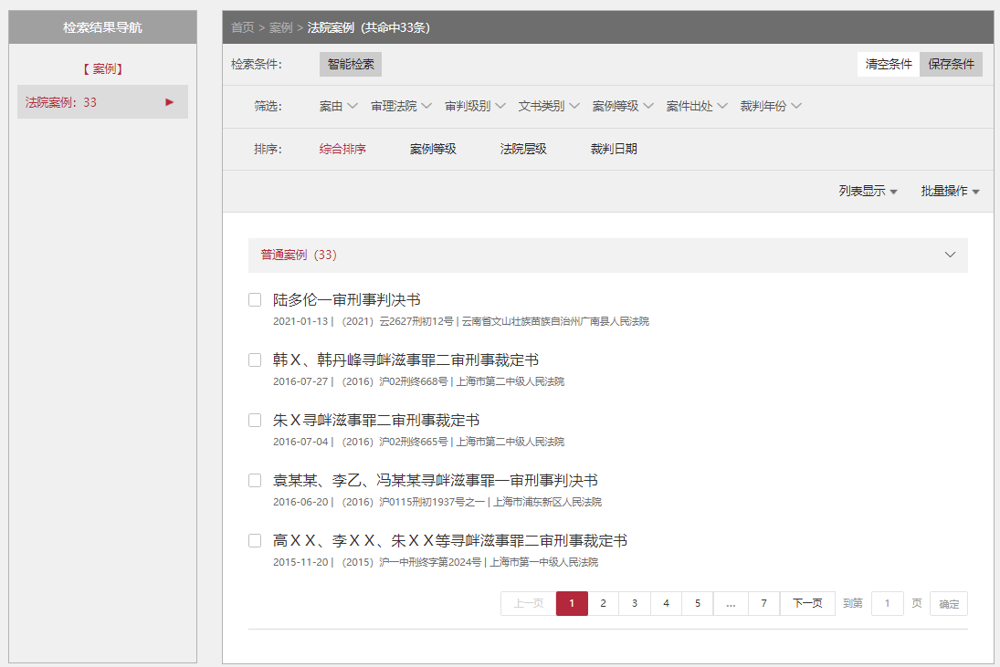 检索结果导航
【 案例】
法院案例：33
首页 > 案例 > 法院案例（共命中33条）
检索条件： 智能检索 清空条件 保存条件
筛选： 案由 审理法院 审判级别 文书类别 案例等级 案件出处 裁判年份
排序： 综合排序 案例等级 法院层级 裁判日期
列表显示 批量操作
普通案例（33）
陆多伦一审刑事判决书
2021-01-13 | （2021）云2627刑初12号 | 云南省文山壮族苗族自治州广南县人民法院
韩Ｘ、韩丹峰寻衅滋事罪二审刑事裁定书
2016-07-27 | （2016）沪02刑终668号 | 上海市第二中级人民法院
朱Ｘ寻衅滋事罪二审刑事裁定书
2016-07-04 | （2016）沪02刑终665号 | 上海市第二中级人民法院
袁某某、李乙、冯某某寻衅滋事罪一审刑事判决书
2016-06-20 | （2016）沪0115刑初1937号之一 | 上海市浦东新区人民法院
高ＸＸ、李ＸＸ、朱ＸＸ等寻衅滋事罪二审刑事裁定书
2015-11-20 | （2015）沪一中刑终字第2024号 | 上海市第一中级人民法院
上一页 1 2 3 4 5 ... 7 下一页 到第 1 页 确定